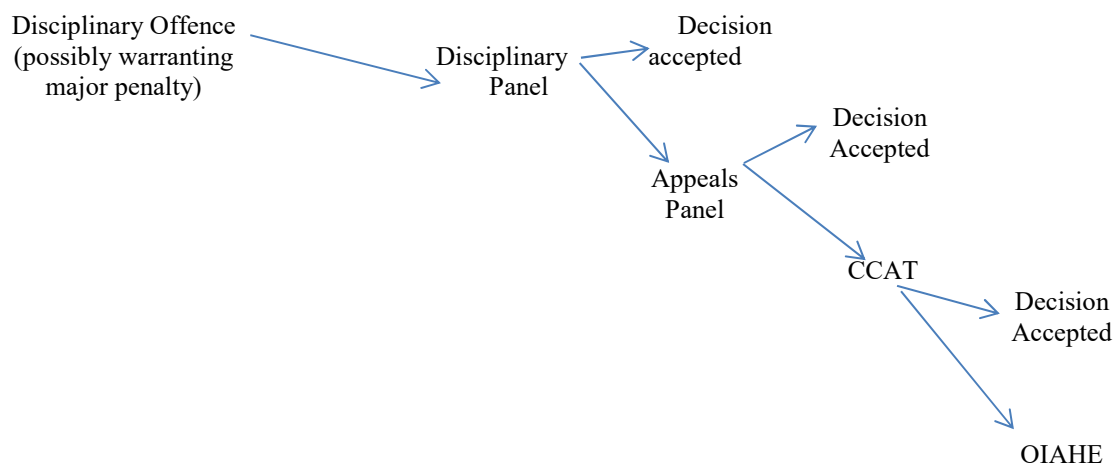 Disciplinary Offence
(possibly warranting
major penalty)
Disciplinary
Panel
Decision
accepted
Appeals
Panel
Decision
Accepted
CCAT
Decision
Accepted
OIAHE